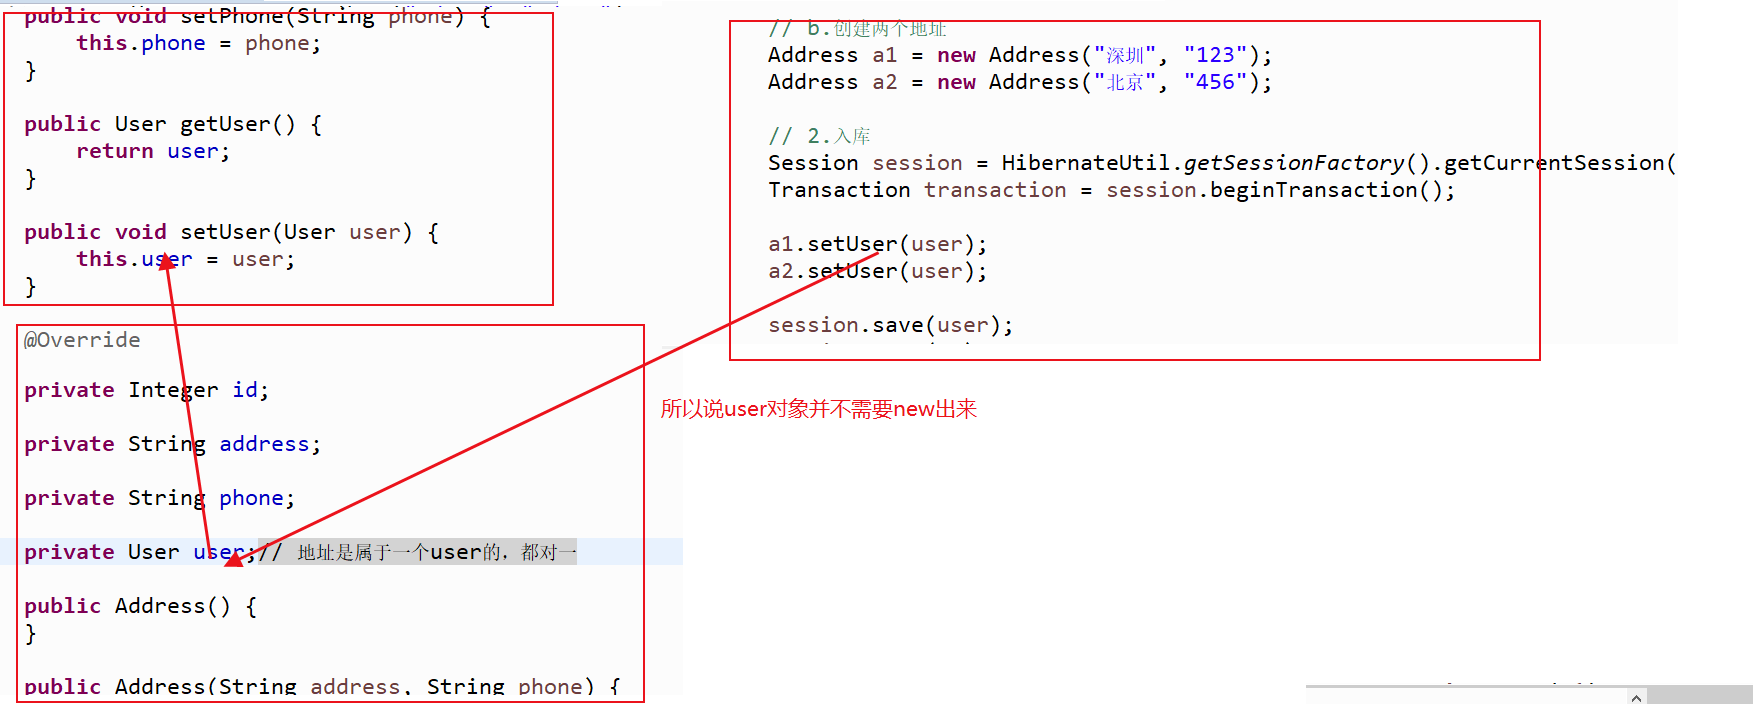 public void setPhone(String phone) {
this.phone = phone;
}
public User getUser() {
return user;
}
public void setUser(User user) {
this.user = user;
}
@Override
private Integer id;
private String address;
private String phone;
private User user;// 地址是属于一个user的，都对一
public Address() {
}
public Address(String address, String phone) {
// b.创建两个地址
Address a1 = new Address("深圳", "123");
Address a2 = new Address("北京", "456");
// 2.入库
Session session = HibernateUtil.getSessionFactory().getCurrentSession(
Transaction transaction = session.beginTransaction();
a1.setUser(user);
a2.setUser(user);
session.save(user);
所以说user对象并不需要new出来